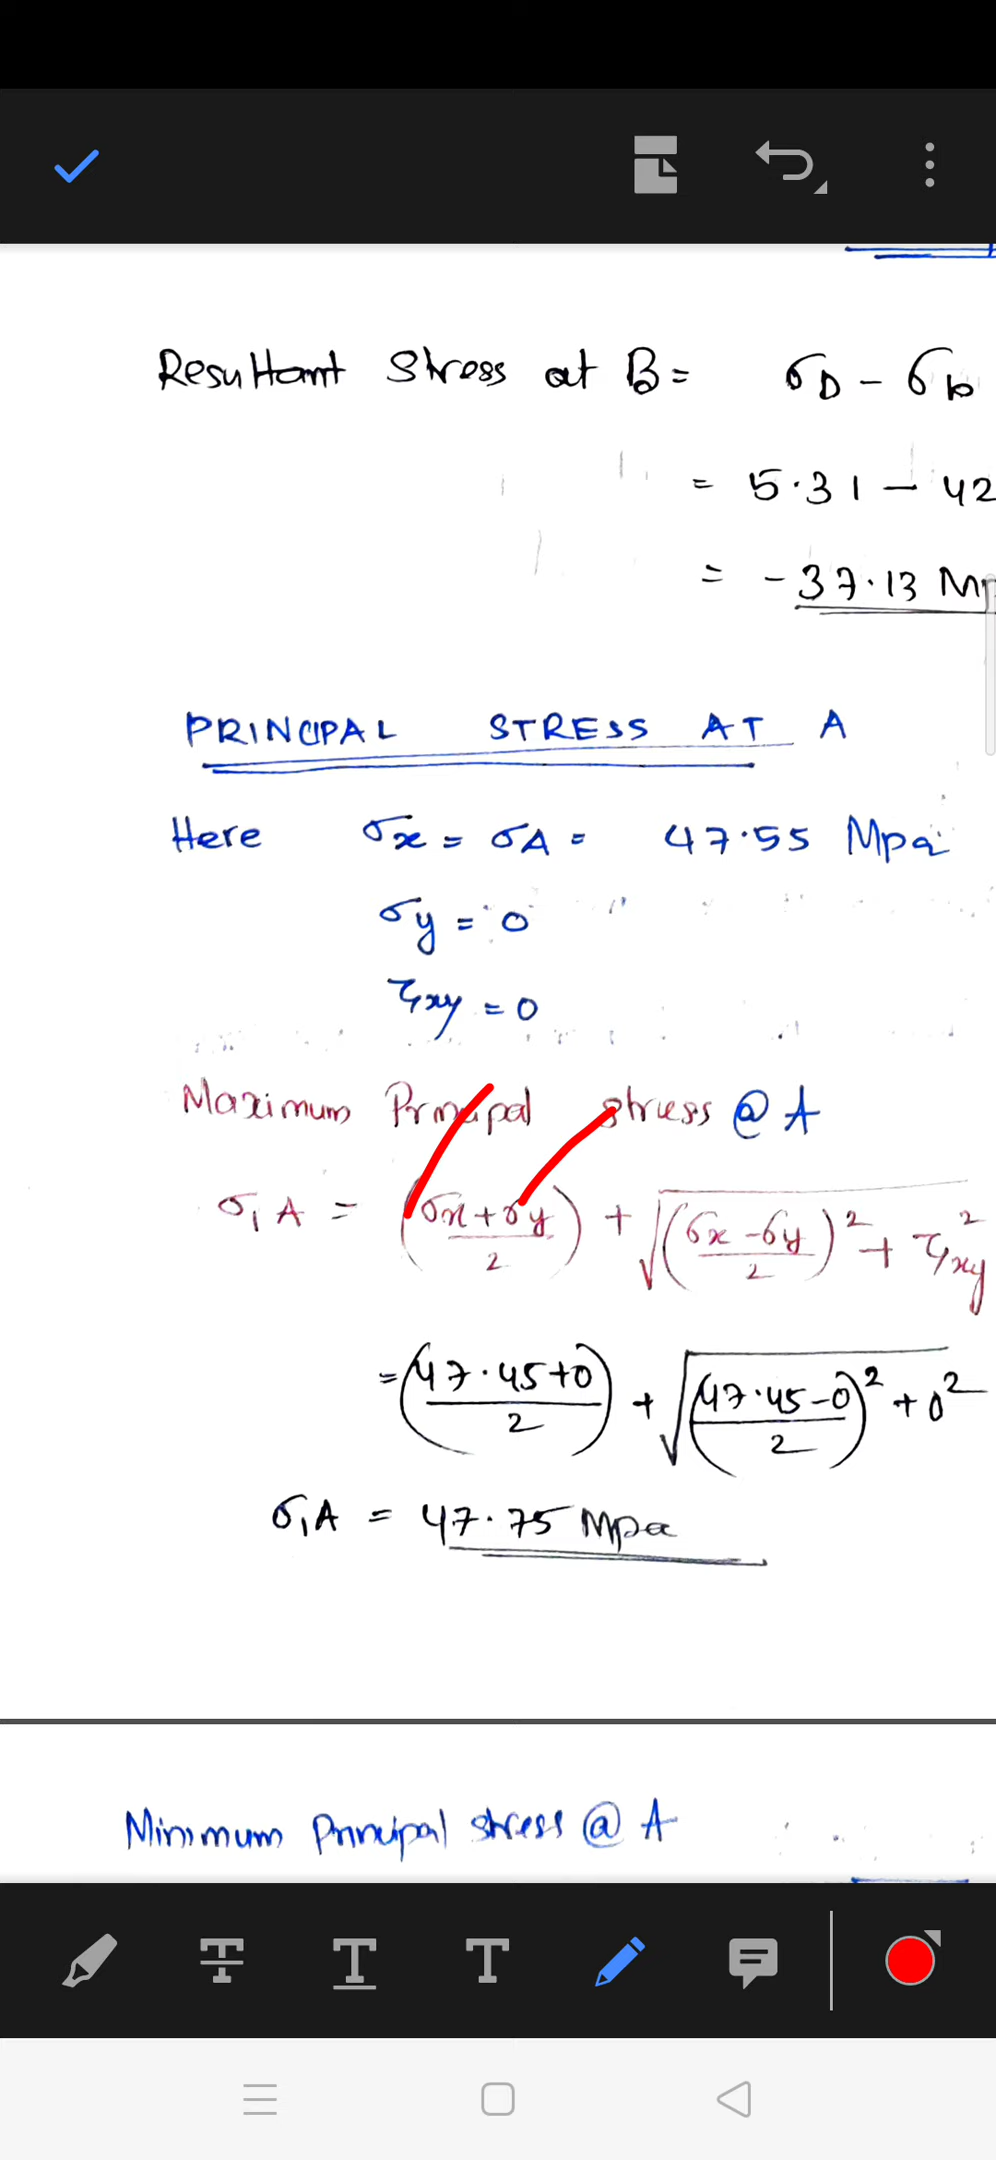 Resultant Stress at B = σD - σb
= 5.31 - 42
= - 37.13 Mp
PRINCIPAL STRESS AT A
Here σx = σA = 47.55 Mpa
σy = 0
τxy = 0
Maximum Principal stress @ A
σ1 A = (σx + σy / 2) + √((σx - σy / 2)² + τxy²
= (47.45+0 / 2) + √((47.45-0 / 2)² + 0²
σ1A = 47.75 Mpa
Minimum Principal stress @ A